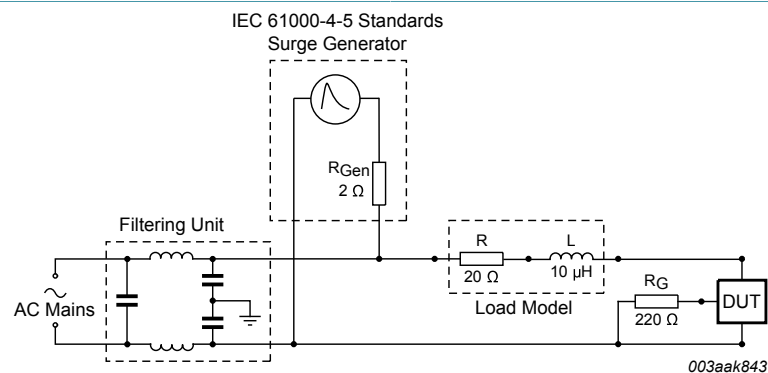 IEC 61000-4-5 Standards
Surge Generator
RGen
2 Ω
Filtering Unit
AC Mains
R
20 Ω
L
10 μH
Load Model
RG
220 Ω
DUT
003aak843